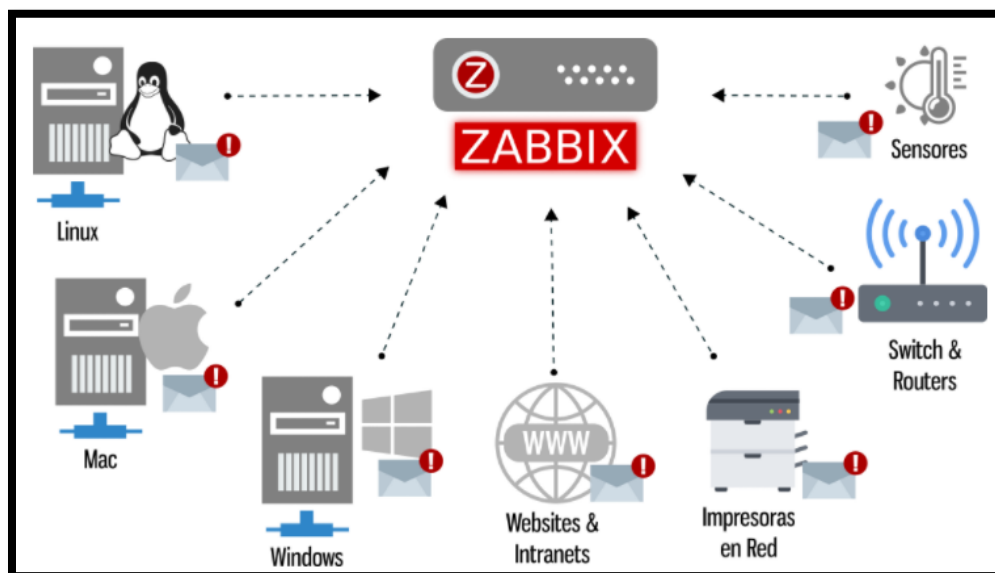 Z
ZABBIX
Sensores
Linux
Switch &
Routers
Mac
WWW
Windows
Websites &
Intranets
Impresoras
en Red